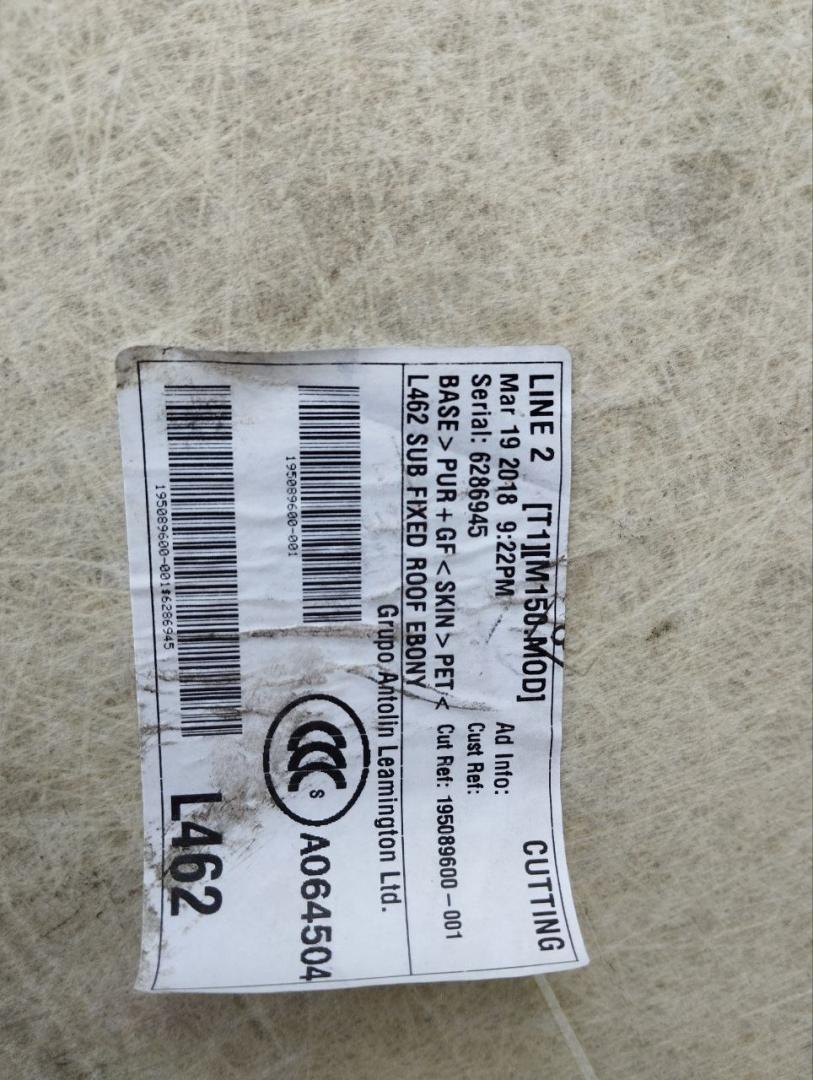 LINE 2 [T1][M150.MOD] CUTTING
Mar 19 2018 9:22PM Ad Info:
Serial: 6286945 Cust Ref:
BASE > PUR + GF < SKIN > PET < Cut Ref: 195089600-001
L462 SUB FIXED ROOF EBONY
Grupo Antolin Leamington Ltd.
195089600-001
CCC S A064504
195089600-001$6286945
L462